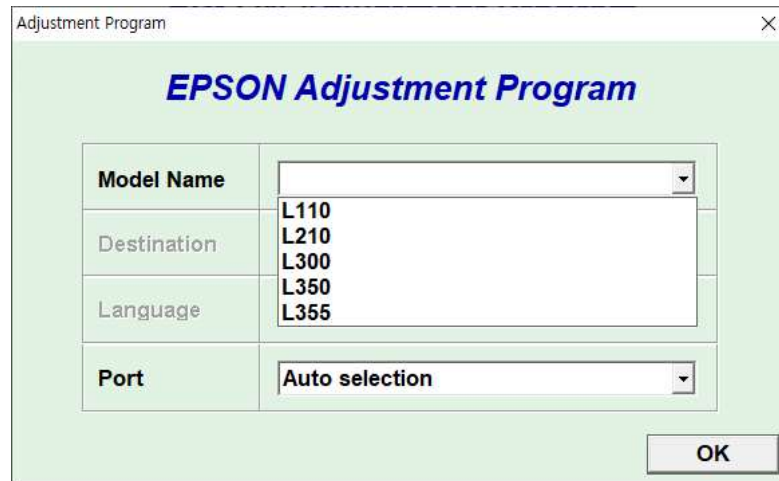 Adjustment Program
EPSON Adjustment Program
Model Name
L110
L210
L300
L350
L355
Destination
Language
Port Auto selection
OK